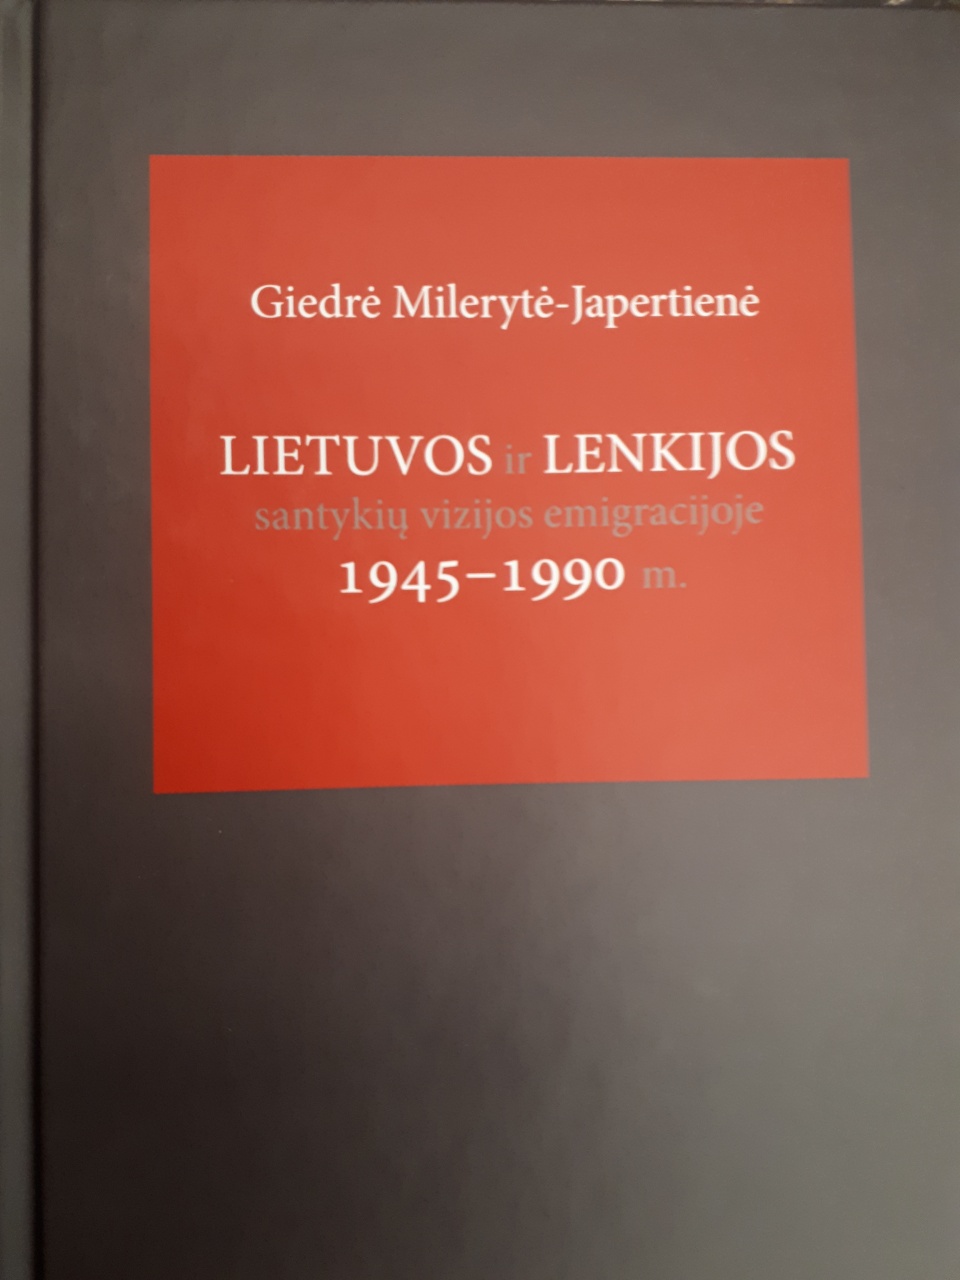 Giedrė Milerytė-Japertienė
LIETUVOS ir LENKIJOS
santykių vizijos emigracijoje
1945–1990 m.